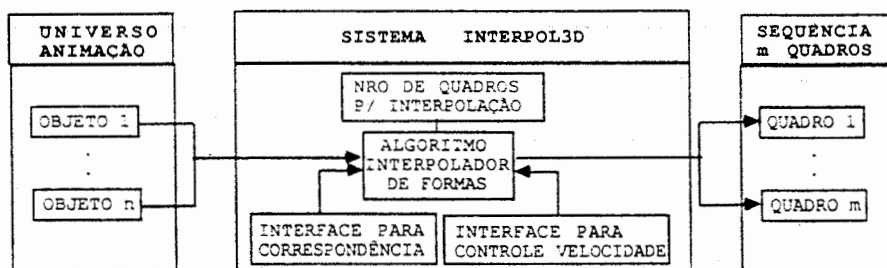 UNIVERSO
ANIMAÇÃO
SISTEMA INTERPOL3D
SEQUÊNCIA
m QUADROS
NRO DE QUADROS
P/ INTERPOLAÇÃO
OBJETO 1
.
.
OBJETO n
ALGORITMO
INTERPOLADOR
DE FORMAS
INTERFACE PARA
CORRESPONDÊNCIA
INTERFACE PARA
CONTROLE VELOCIDADE
QUADRO 1
.
.
QUADRO m